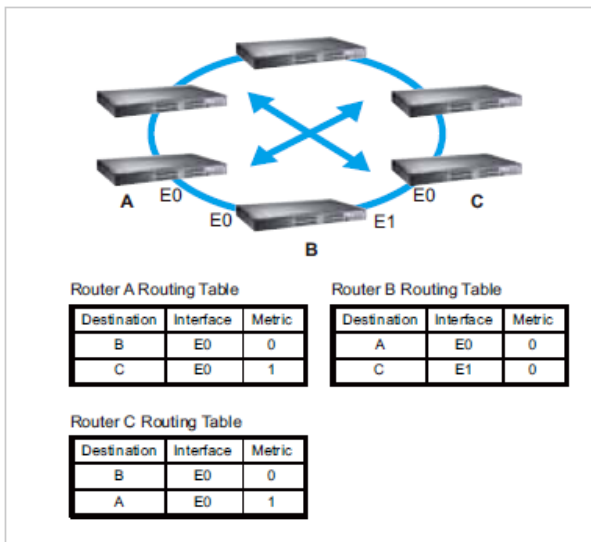 A E0 E0 B E1 E0 C
Router A Routing Table
Destination Interface Metric
B E0 0
C E0 1
Router B Routing Table
Destination Interface Metric
A E0 0
C E1 0
Router C Routing Table
Destination Interface Metric
B E0 0
A E0 1